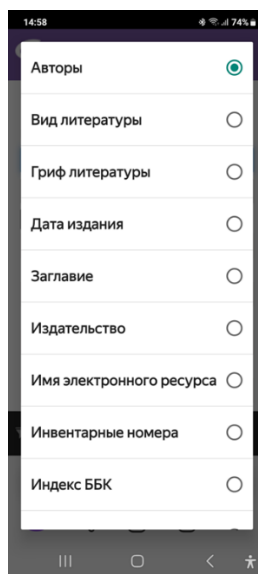 14:58 74%
Авторы
Вид литературы
Гриф литературы
Дата издания
Заглавие
Издательство
Имя электронного ресурса
Инвентарные номера
Индекс ББК